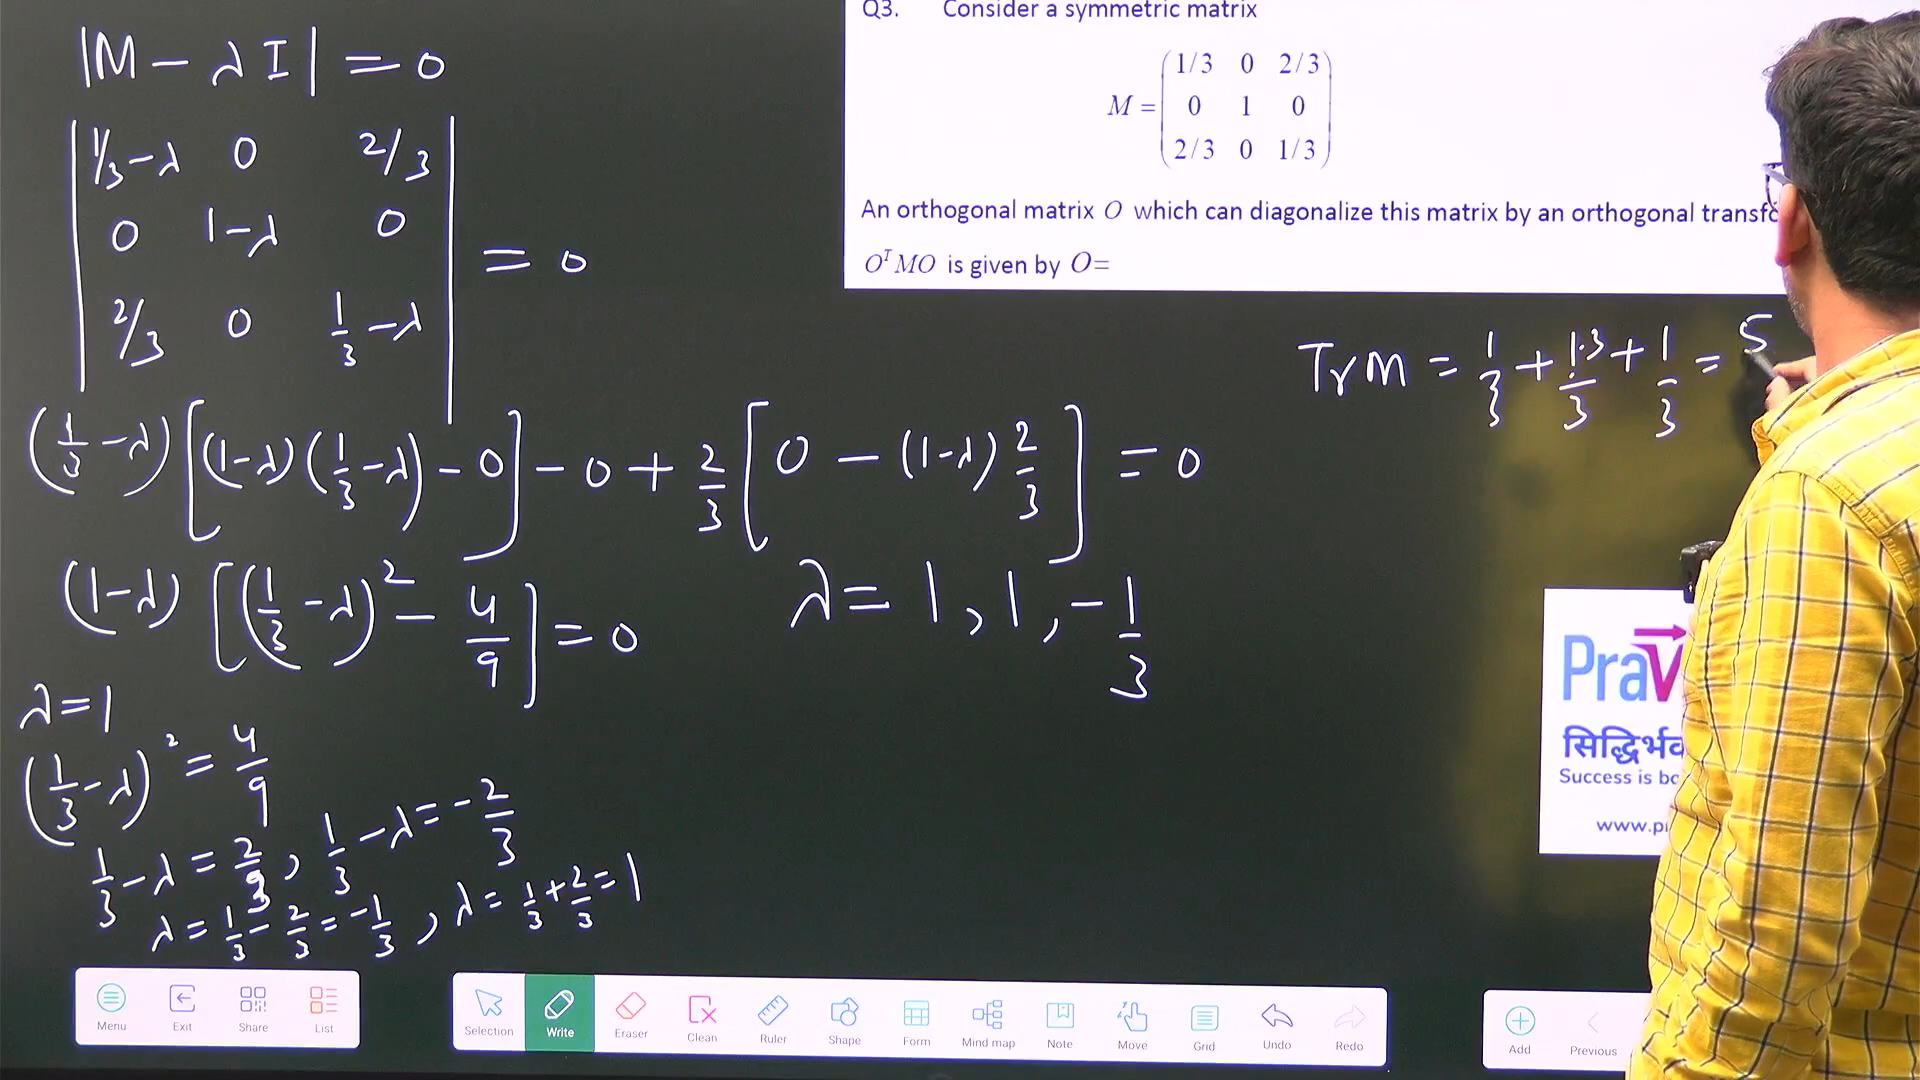 |M − λI| = 0
1/3−λ 0 2/3
0 1−λ 0
2/3 0 1/3 −λ
= 0
(1/3 −λ) [(1−λ)(1/3 −λ) − 0] − 0 + 2/3 [0 − (1−λ) 2/3] = 0
(1−λ) [(1/3 −λ)² − 4/9] = 0
λ = 1, 1, −1/3
λ = 1
(1/3 −λ)² = 4/9
1/3 −λ = 2/3, 1/3 −λ = −2/3
λ = 1/3 − 2/3 = −1/3, λ = 1/3 + 2/3 = 1
Q3. Consider a symmetric matrix
M = (1/3 0 2/3
0 1 0
2/3 0 1/3)
An orthogonal matrix O which can diagonalize this matrix by an orthogonal
OᵀMO is given by O=
Tr M = 1/3 + 1·3/3 + 1/3 = 5
Pra
सिद्धिर्भव
Success is
www.
Menu Exit Share List
Selection Write Eraser Clean Ruler Shape Form Mind map Note Move Grid Undo Redo
Add Previous